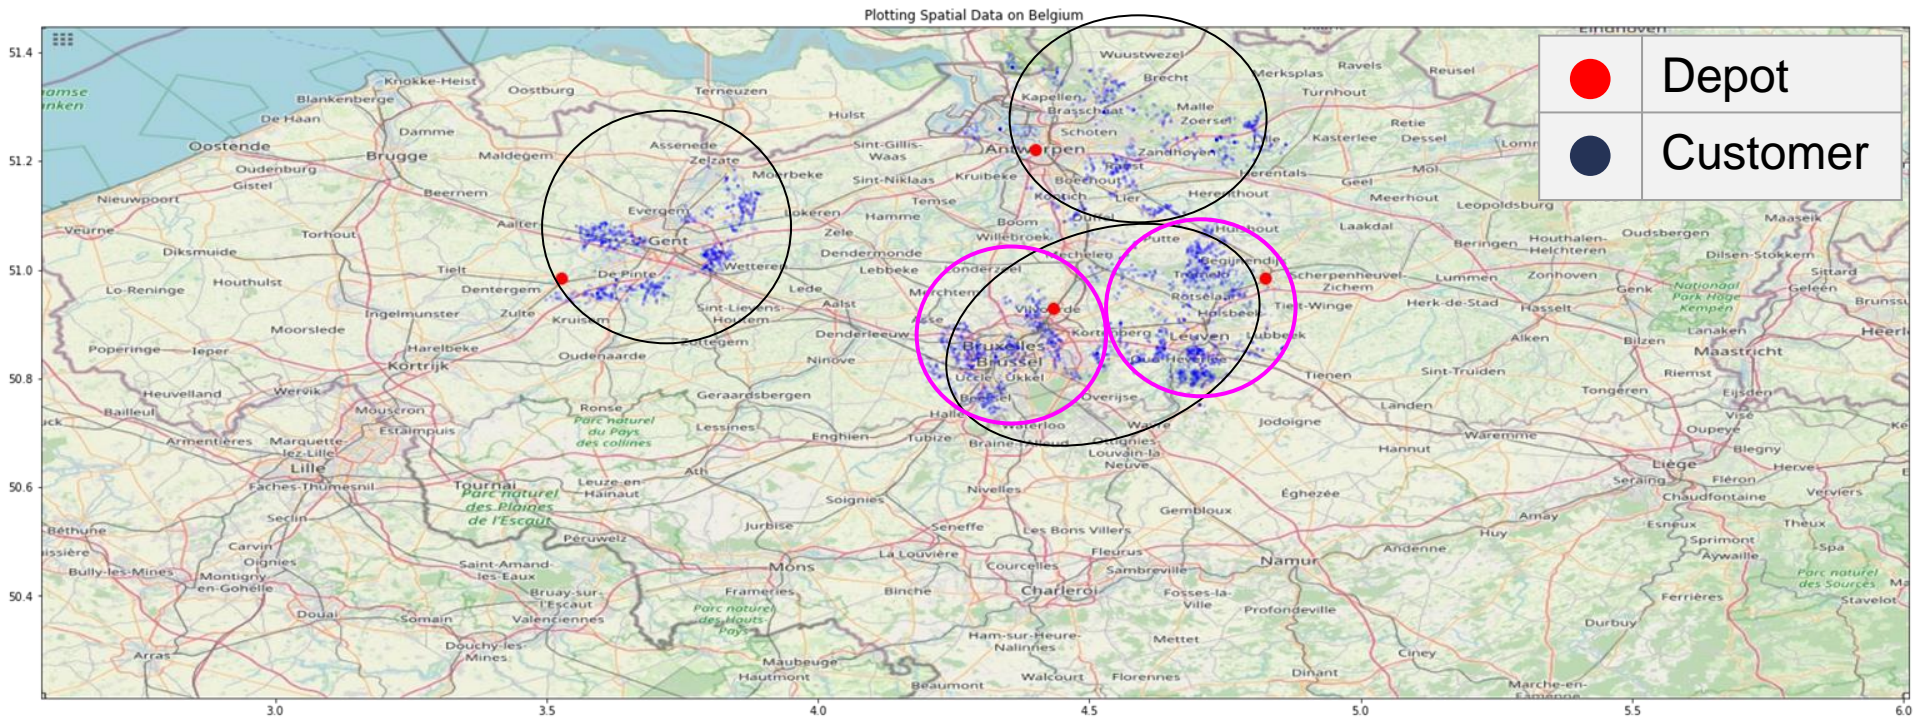 Plotting Spatial Data on Belgium
Depot
Customer
51.4
51.2
51.0
50.8
50.6
50.4
3.0
3.5
4.0
4.5
5.0
5.5
6.0
Eindhoven
Knokke-Heist
Oostburg
Terneuzen
Blankenberge
De Haan
Hulst
Damme
Oostende
Brugge
Maldegem
Assenede
Zelzate
Oudenburg
Gistel
Moerbeke
Nieuwpoort
Beernem
Evergem
Aalter
Lokeren
Veurne
Torhout
Gent
Diksmuide
Tielt
De Pinte
Wetteren
Lo-Reninge
Houthulst
Dentergem
Zulte
Ingelmunster
Sint-Lievens-
Houtem
Moorslede
Zottegem
Poperinge
Ieper
Harelbeke
Oudenaarde
Kortrijk
Heuvelland
Wervik
Mouscron
Ronse
Geraardsbergen
Bailleul
Estaimpuis
Parc naturel
du Pays
des collines
Lessines
Enghien
Armentières
Marquette-
lez-Lille
Lille
Faches-Thumesnil
Tournai
Parc naturel
des Plaines
de l'Escaut
Leuze-en-
Hainaut
Ath
Soignies
Seclin
Béthune
Péruwelz
Jurbise
Carvin
Oignies
Saint-Amand-
les-Eaux
Mons
Bully-les-Mines
Montigny-
en-Gohelle
Douai
Somain
Bruay-sur-
l'Escaut
Valenciennes
Frameries
Parc naturel
des Hauts-
Pays
Arras
Douchy-les-
Mines
Maubeuge
Hautmont
Beaumont
Wuustwezel
Brecht
Merksplas
Ravels
Reusel
Kapellen
Brasschaat
Malle
Zoersel
Turnhout
Schoten
Kasterlee
Retie
Dessel
Sint-Gillis-
Waas
Zandhoven
Sint-Niklaas
Kruibeke
Boechout
Herentals
Geel
Mol
Lier
Herenthout
Meerhout
Leopoldsburg
Temse
Hamme
Boom
Willebroek
Duffel
Putte
Hulshout
Laakdal
Zele
Dendermonde
Lebbeke
Mechelen
Begijnendijk
Beringen
Houthalen-
Helchteren
Oudsbergen
Maaseik
Dilsen-Stokkem
Sittard
Geleen
Scherpenheuvel-
Zichem
Lummen
Zonhoven
Genk
Nationaal
Park Hoge
Kempen
Lede
Aalst
Merchtem
Asse
Denderleeuw
Ninove
Rotselaar
Holsbeek
Tielt-Winge
Herk-de-Stad
Hasselt
Lanaken
Maastricht
Kortenberg
Leuven
Lubbeek
Alken
Bilzen
Bruxelles
Brussel
Uccle - Ukkel
Tienen
Sint-Truiden
Riemst
Tongeren
Eijsden
Overijse
Landen
Visé
Tubize
Waterloo
Braine-l'Alleud
Wavre
Ottignies
Louvain-la
Neuve
Jodoigne
Waremme
Hannut
Oupeye
Blegny
Liège
Herve
Seraing
Fléron
Chaudfontaine
Verviers
Nivelles
Éghezée
Gembloux
Amay
Huy
Esneux
Theux
Sprimont
Aywaille
Spa
Seneffe
Les Bons Villers
La Louvière
Fleurus
Namur
Andenne
Courcelles
Sambreville
Binche
Charleroi
Fosses-la-
Ville
Profondeville
Parc naturel
des Sources
Ferrières
Stavelot
Ham-sur-Heure-
Nalinnes
Mettet
Durbuy
Ciney
Walcourt
Florennes
Dinant
Marche-en-
Famenne